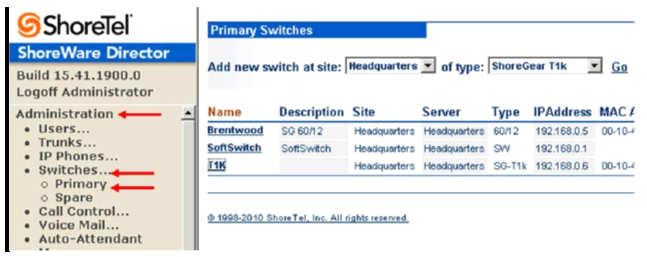 ShoreTel
ShoreWare Director
Build 15.41.1900.0
Logoff Administrator
Administration
Users...
Trunks...
IP Phones...
Switches...
Primary
Spare
Call Control...
Voice Mail...
Auto-Attendant
Primary Switches
Add new switch at site: Headquarters of type: ShoreGear T1k Go
Name Description Site Server Type IPAddress MAC A
Brentwood SG 60/12 Headquarters Headquarters 60/12 192.168.0.5 00-10-4
SoftSwitch SoftSwitch Headquarters Headquarters SW 192.168.0.1
T1K Headquarters Headquarters SG-T1k 192.168.0.6 00-10-4
© 1998-2010 ShoreTel, Inc. All rights reserved.